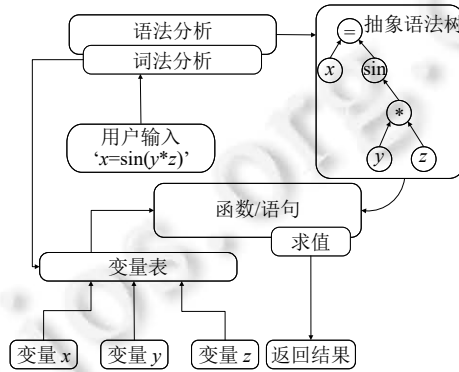 语法分析
词法分析
用户输入
‘x=sin(y*z)’
抽象语法树
=
x
sin
*
y
z
函数/语句
求值
变量表
变量 x
变量 y
变量 z
返回结果